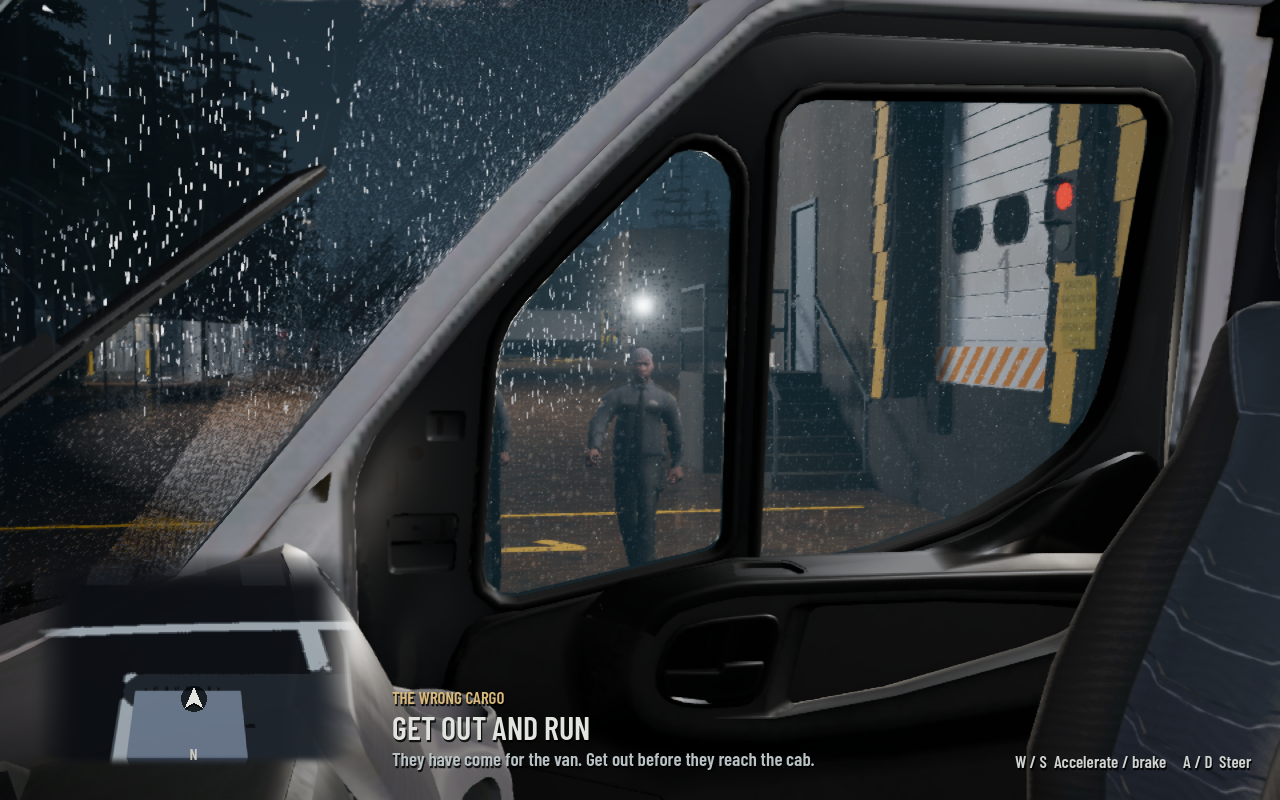 THE WRONG CARGO
GET OUT AND RUN
They have come for the van. Get out before they reach the cab.
W / S Accelerate / brake A / D Steer
N